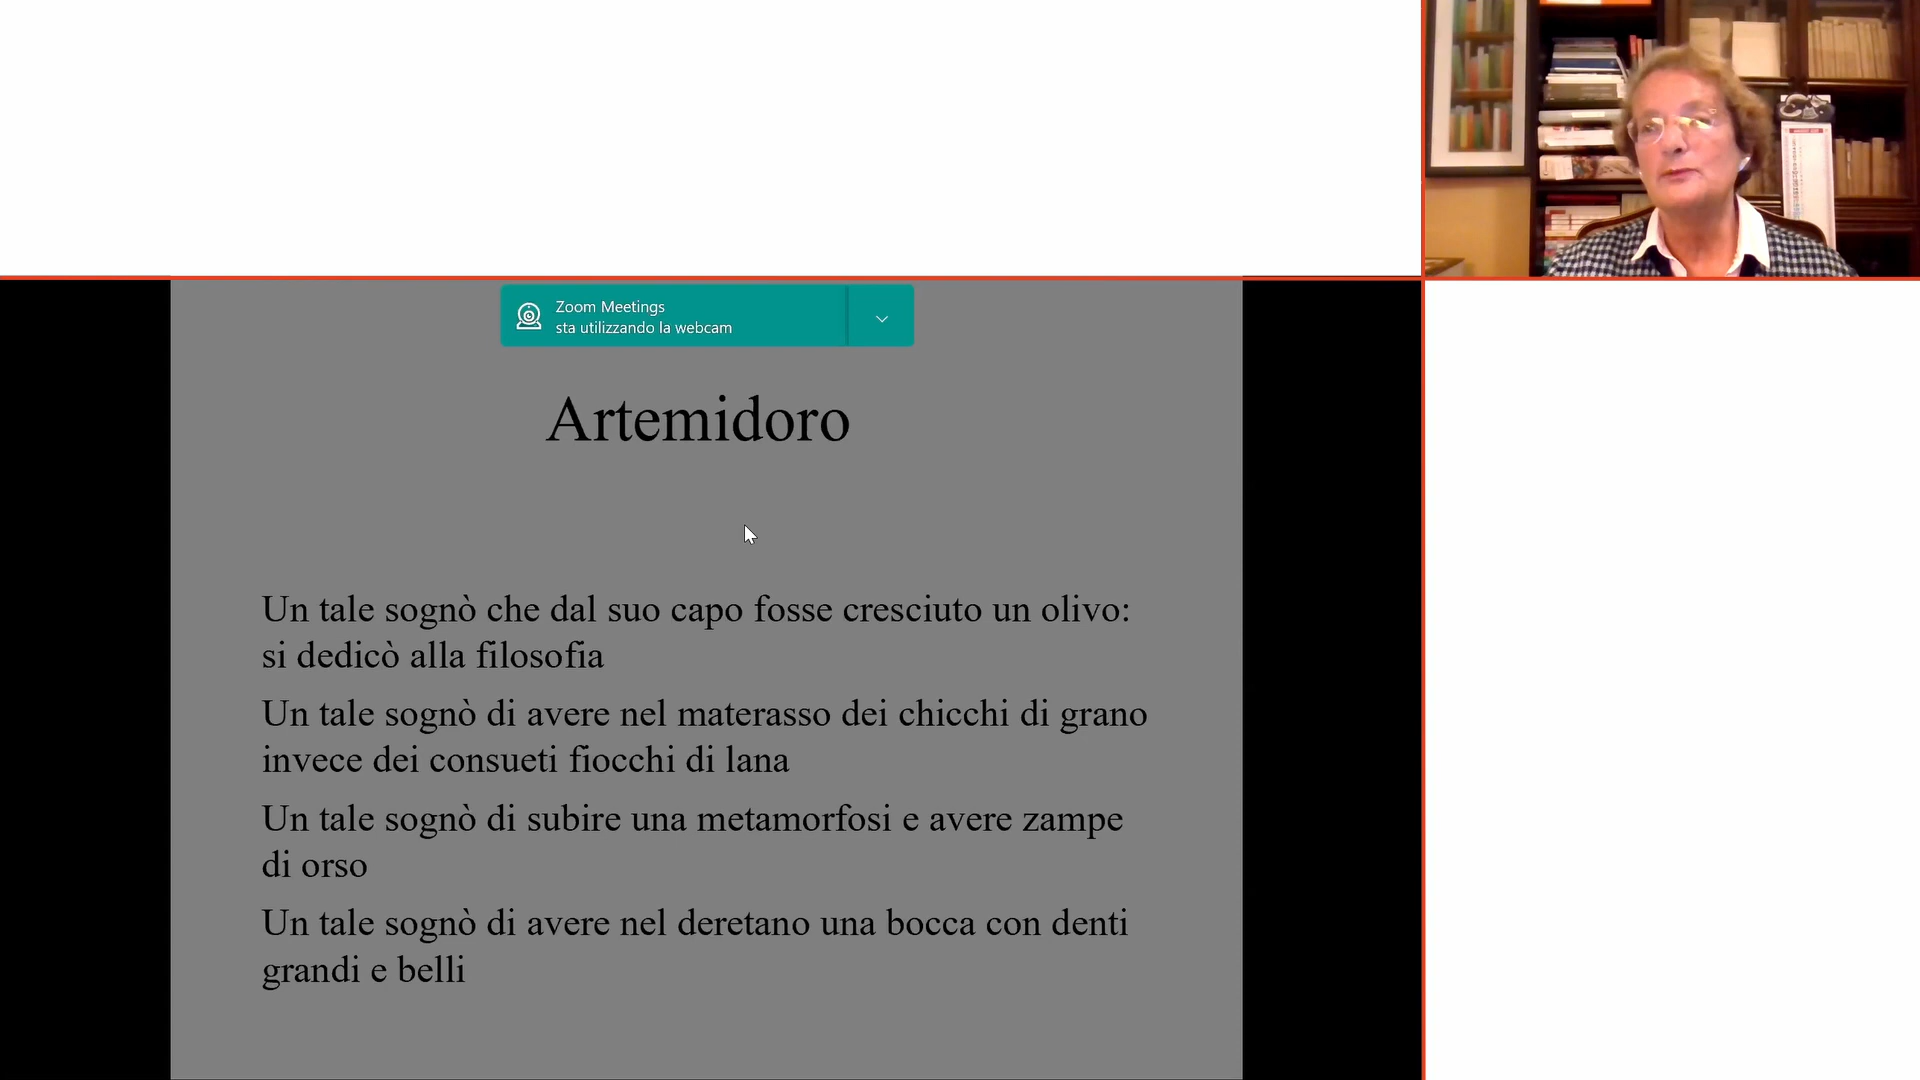 Zoom Meetings
sta utilizzando la webcam
Artemidoro
Un tale sognò che dal suo capo fosse cresciuto un olivo:
si dedicò alla filosofia
Un tale sognò di avere nel materasso dei chicchi di grano
invece dei consueti fiocchi di lana
Un tale sognò di subire una metamorfosi e avere zampe
di orso
Un tale sognò di avere nel deretano una bocca con denti
grandi e belli